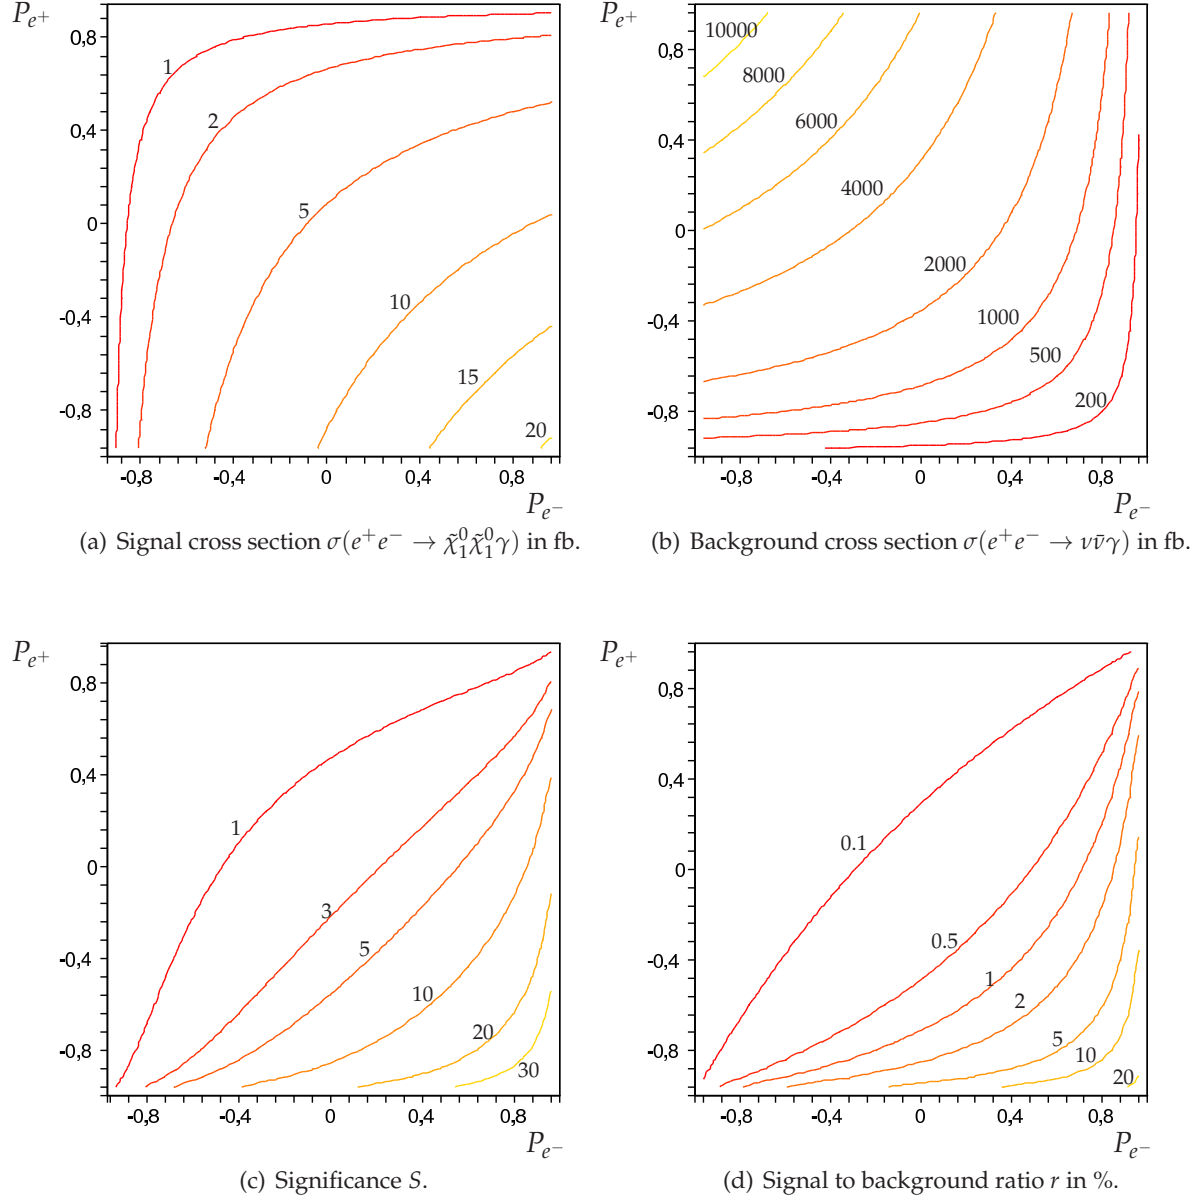 P_{e^+}
0,8
0,4
0
-0,4
-0,8
1
2
5
10
15
20
-0,8 -0,4 0 0,4 0,8
P_{e^-}
(a) Signal cross section σ(e⁺e⁻ → χ̃₁⁰χ̃₁⁰γ) in fb.
P_{e^+}
0,8
0,4
0
-0,4
-0,8
10000
8000
6000
4000
2000
1000
500
200
-0,8 -0,4 0 0,4 0,8
P_{e^-}
(b) Background cross section σ(e⁺e⁻ → νν̄γ) in fb.
P_{e^+}
0,8
0,4
0
-0,4
-0,8
1
3
5
10
20
30
-0,8 -0,4 0 0,4 0,8
P_{e^-}
(c) Significance S.
P_{e^+}
0,8
0,4
0
-0,4
-0,8
0.1
0.5
1
2
5
10
20
-0,8 -0,4 0 0,4 0,8
P_{e^-}
(d) Signal to background ratio r in %.